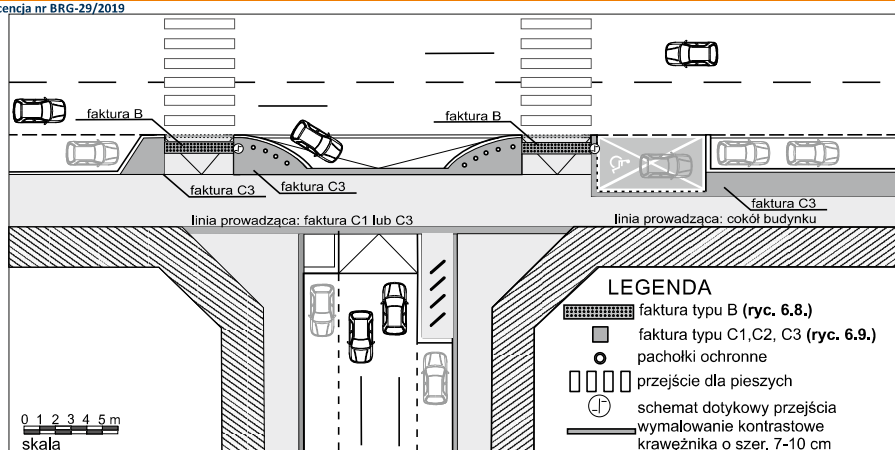 cencja nr BRG-29/2019
faktura B
faktura B
faktura C3
faktura C3
faktura C3
linia prowadząca: faktura C1 lub C3
linia prowadząca: cokół budynku
LEGENDA
faktura typu B (ryc. 6.8.)
faktura typu C1,C2, C3 (ryc. 6.9.)
pachołki ochronne
przejście dla pieszych
schemat dotykowy przejścia
wymalowanie kontrastowe
krawężnika o szer, 7-10 cm
0 1 2 3 4 5 m
skala